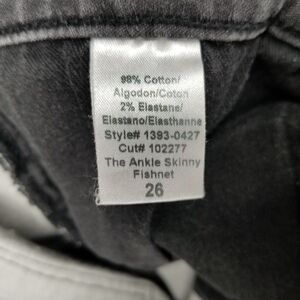 98% Cotton/
Algodon/Coton
2% Elastane/
Elastano/Elasthanne
Style# 1393-0427
Cut# 102277
The Ankle Skinny
Fishnet
26